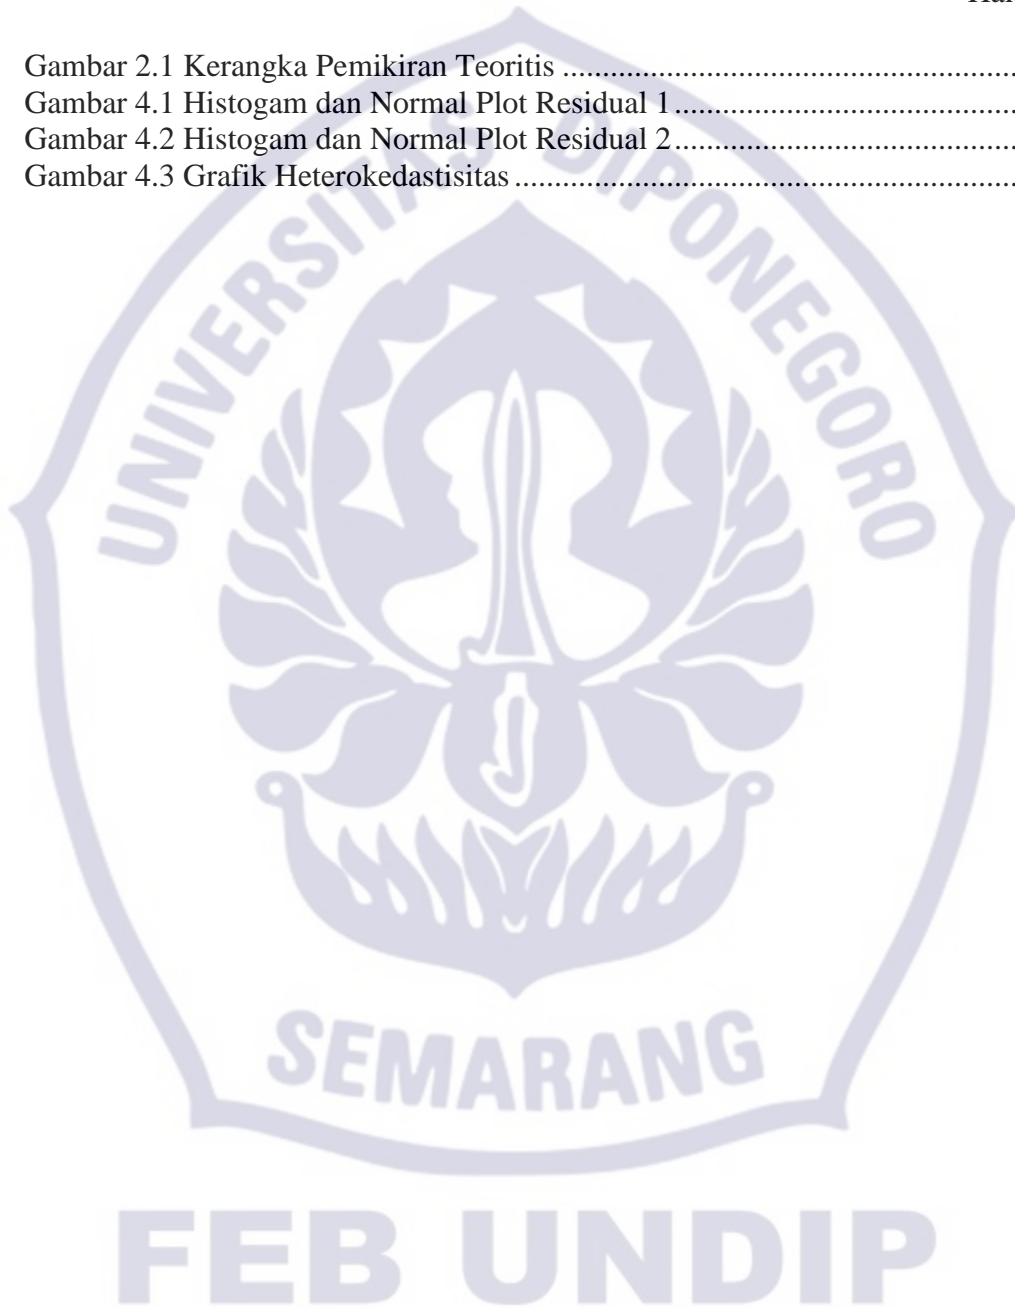 Gambar 2.1 Kerangka Pemikiran Teoritis ........................................................
Gambar 4.1 Histogam dan Normal Plot Residual 1..........................................
Gambar 4.2 Histogam dan Normal Plot Residual 2..........................................
Gambar 4.3 Grafik Heterokedastisitas ..............................................................
UNIVERSITAS DIPONEGORO
SEMARANG
FEB UNDIP